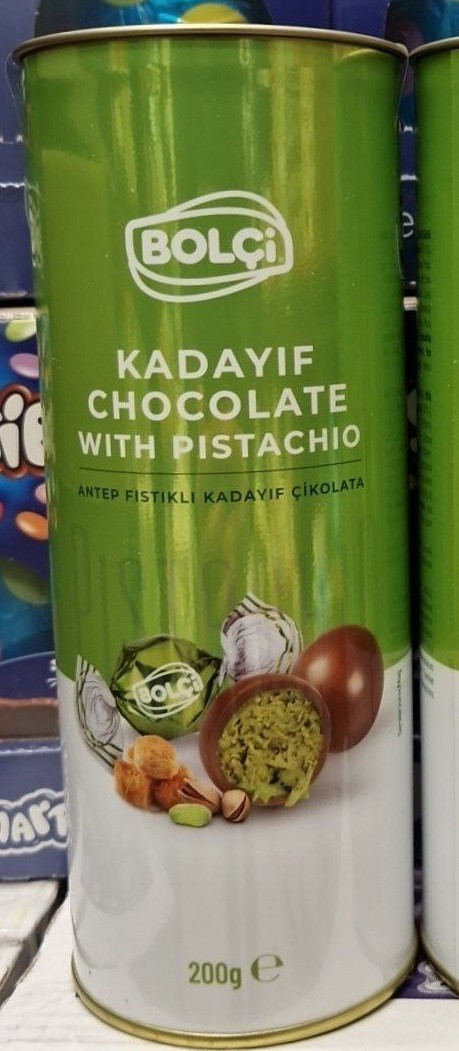 BOLÇi
KADAYIF
CHOCOLATE
WITH PISTACHIO
ANTEP FISTIKLI KADAYIF ÇİKOLATA
BOLÇi
200g ℮